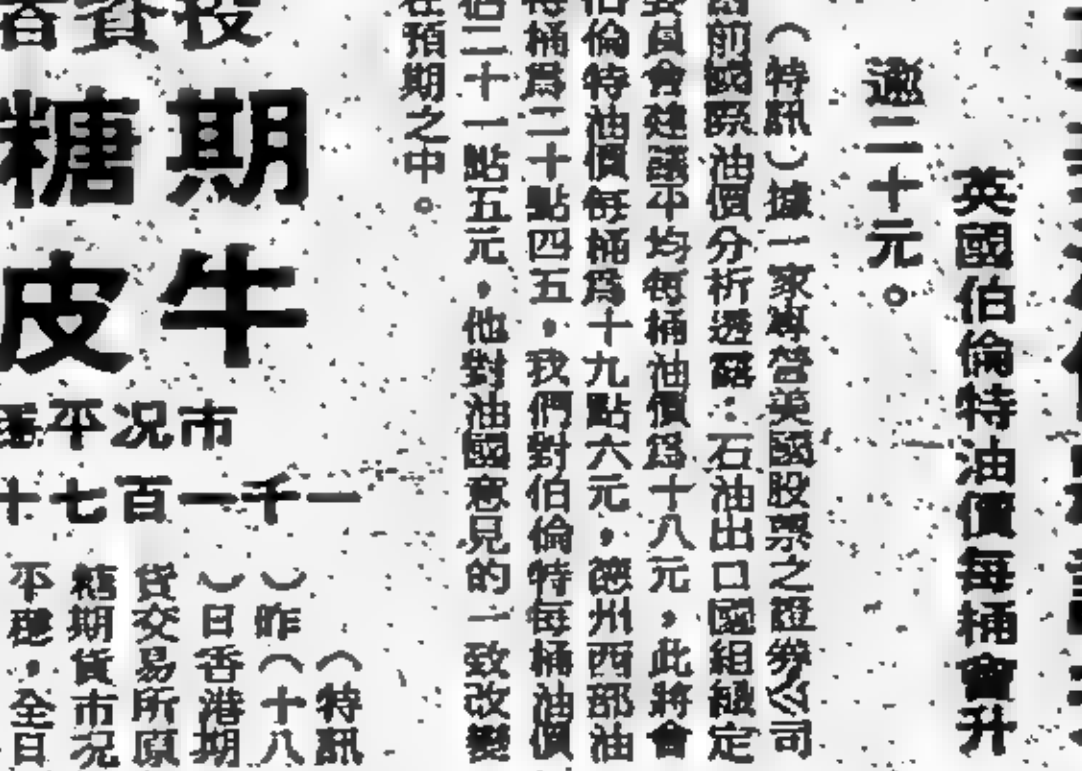 英國伯倫特油價每桶會升
逾二十元。
（特訊）據一家專營美國股票之證券公司
前國際油價分析透露：石油出口國組織定
員會建議平均每桶油價爲十八元，此將會
伯倫特油價每桶爲十九點六元，德州西部油
桶爲二十點四五，我們對伯倫特每桶油價
佰二十一點五元，他對油國意見的一致改變
在預期之中。
投資者
期糖
牛皮
市况平穩
一千一百七十
（特訊
）昨（十八
）日香港期
貨交易所原
糖期貨市况
平穩，全日